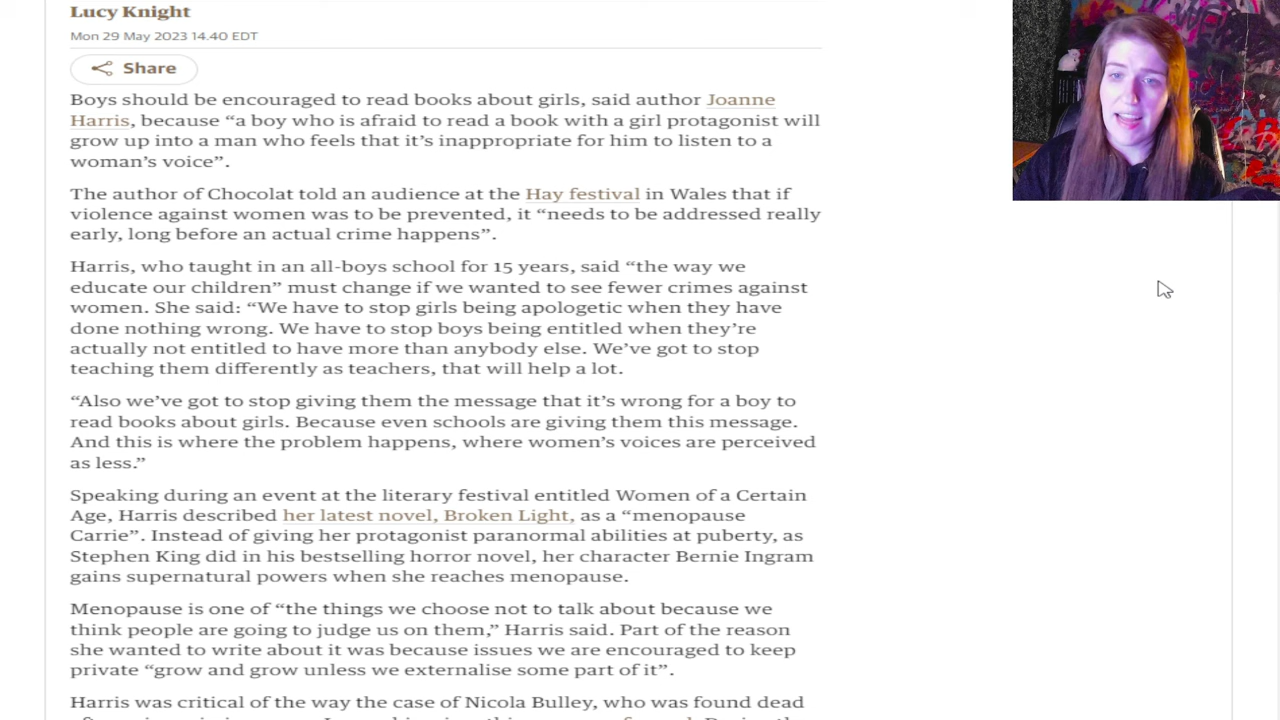 Lucy Knight
Mon 29 May 2023 14.40 EDT
Share
Boys should be encouraged to read books about girls, said author Joanne
Harris, because “a boy who is afraid to read a book with a girl protagonist will
grow up into a man who feels that it’s inappropriate for him to listen to a
woman’s voice”.
The author of Chocolat told an audience at the Hay festival in Wales that if
violence against women was to be prevented, it “needs to be addressed really
early, long before an actual crime happens”.
Harris, who taught in an all-boys school for 15 years, said “the way we
educate our children” must change if we wanted to see fewer crimes against
women. She said: “We have to stop girls being apologetic when they have
done nothing wrong. We have to stop boys being entitled when they’re
actually not entitled to have more than anybody else. We’ve got to stop
teaching them differently as teachers, that will help a lot.
“Also we’ve got to stop giving them the message that it’s wrong for a boy to
read books about girls. Because even schools are giving them this message.
And this is where the problem happens, where women’s voices are perceived
as less.”
Speaking during an event at the literary festival entitled Women of a Certain
Age, Harris described her latest novel, Broken Light, as a “menopause
Carrie”. Instead of giving her protagonist paranormal abilities at puberty, as
Stephen King did in his bestselling horror novel, her character Bernie Ingram
gains supernatural powers when she reaches menopause.
Menopause is one of “the things we choose not to talk about because we
think people are going to judge us on them,” Harris said. Part of the reason
she wanted to write about it was because issues we are encouraged to keep
private “grow and grow unless we externalise some part of it”.
Harris was critical of the way the case of Nicola Bulley, who was found dead